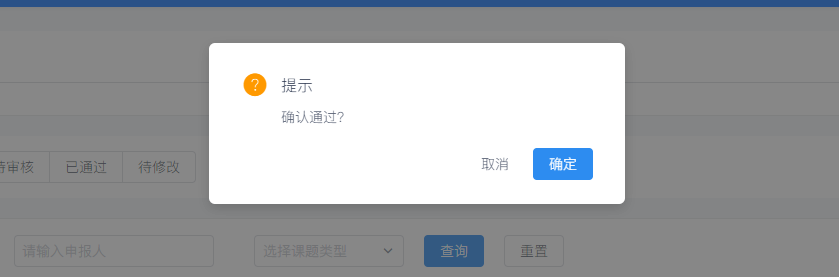 ?
提示
确认通过?
取消 确定
待审核 已通过 待修改
请输入申报人 选择课题类型 查询 重置